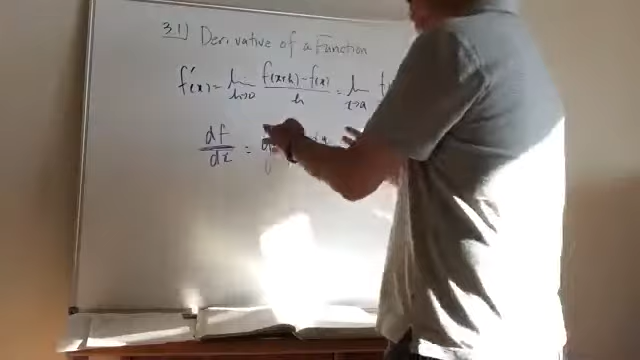 3.1) Derivative of a Function
f'(x) = lim h→0 f(x+h) - f(x) / h = lim t→a f
df / dx =